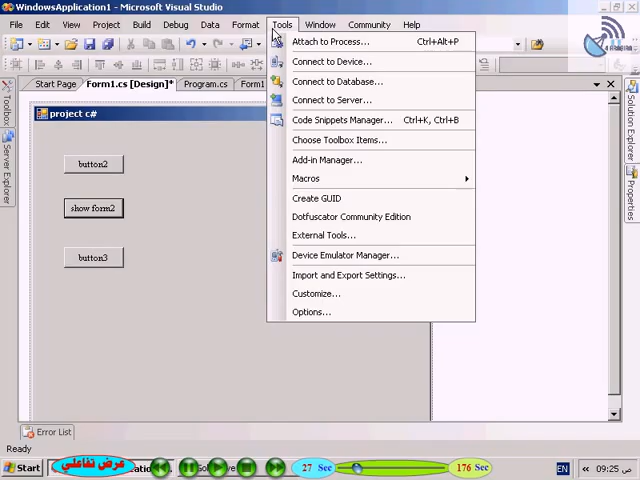 WindowsApplication1 - Microsoft Visual Studio
File Edit View Project Build Debug Data Format Tools Window Community Help
Attach to Process... Ctrl+Alt+P
Connect to Device...
Connect to Database...
Connect to Server...
Code Snippets Manager... Ctrl+K, Ctrl+B
Choose Toolbox Items...
Add-in Manager...
Macros
Create GUID
Dotfuscator Community Edition
External Tools...
Device Emulator Manager...
Import and Export Settings...
Customize...
Options...
Start Page Form1.cs [Design]* Program.cs
project c#
button2
show form2
button3
Toolbox
Server Explorer
Solution Explorer
Properties
Error List
Ready
Start
عرض تفاعلي
27 Sec
176 Sec
EN
09:25 ص